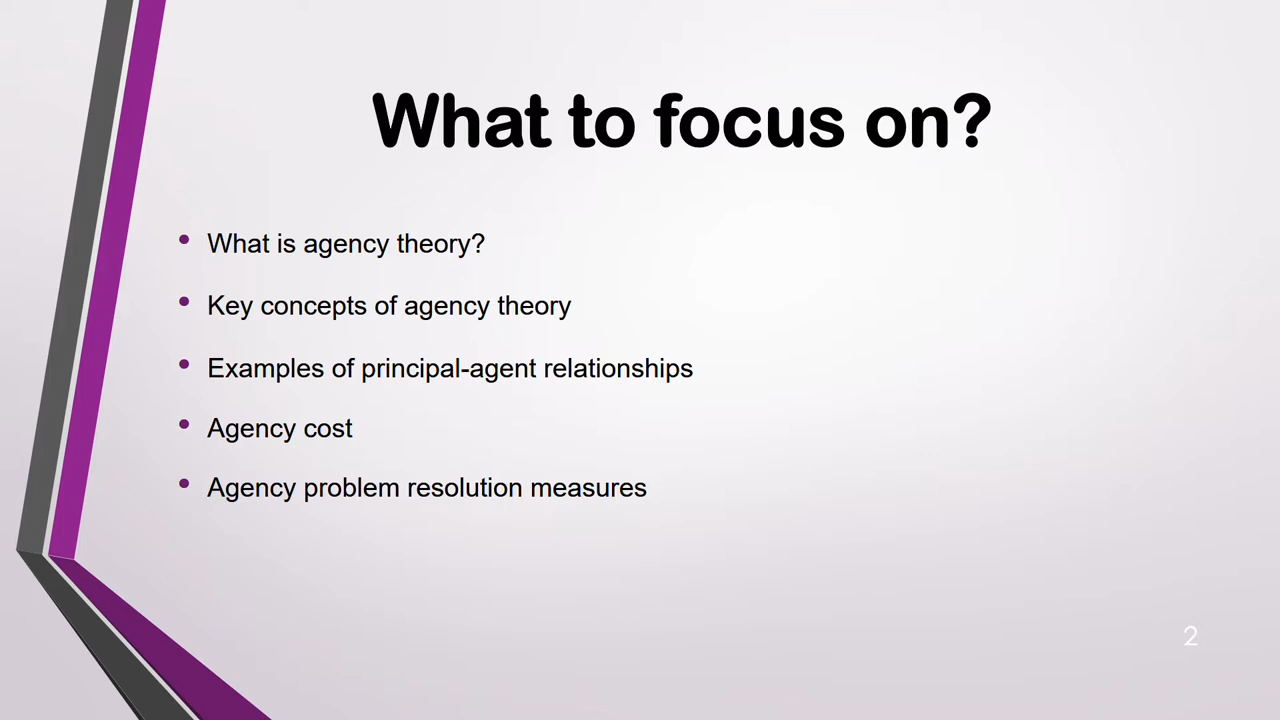 What to focus on?
• What is agency theory?
• Key concepts of agency theory
• Examples of principal-agent relationships
• Agency cost
• Agency problem resolution measures
2